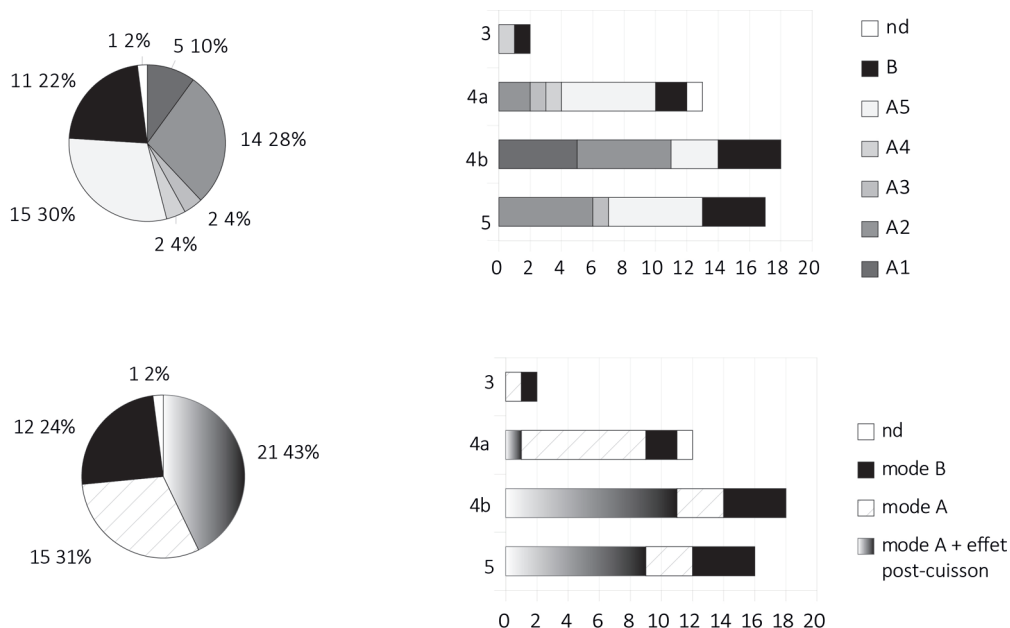 1 2%
5 10%
11 22%
14 28%
15 30%
2 4%
2 4%
3
4a
4b
5
0 2 4 6 8 10 12 14 16 18 20
nd
B
A5
A4
A3
A2
A1
1 2%
12 24%
21 43%
15 31%
3
4a
4b
5
0 2 4 6 8 10 12 14 16 18 20
nd
mode B
mode A
mode A + effet
post-cuisson